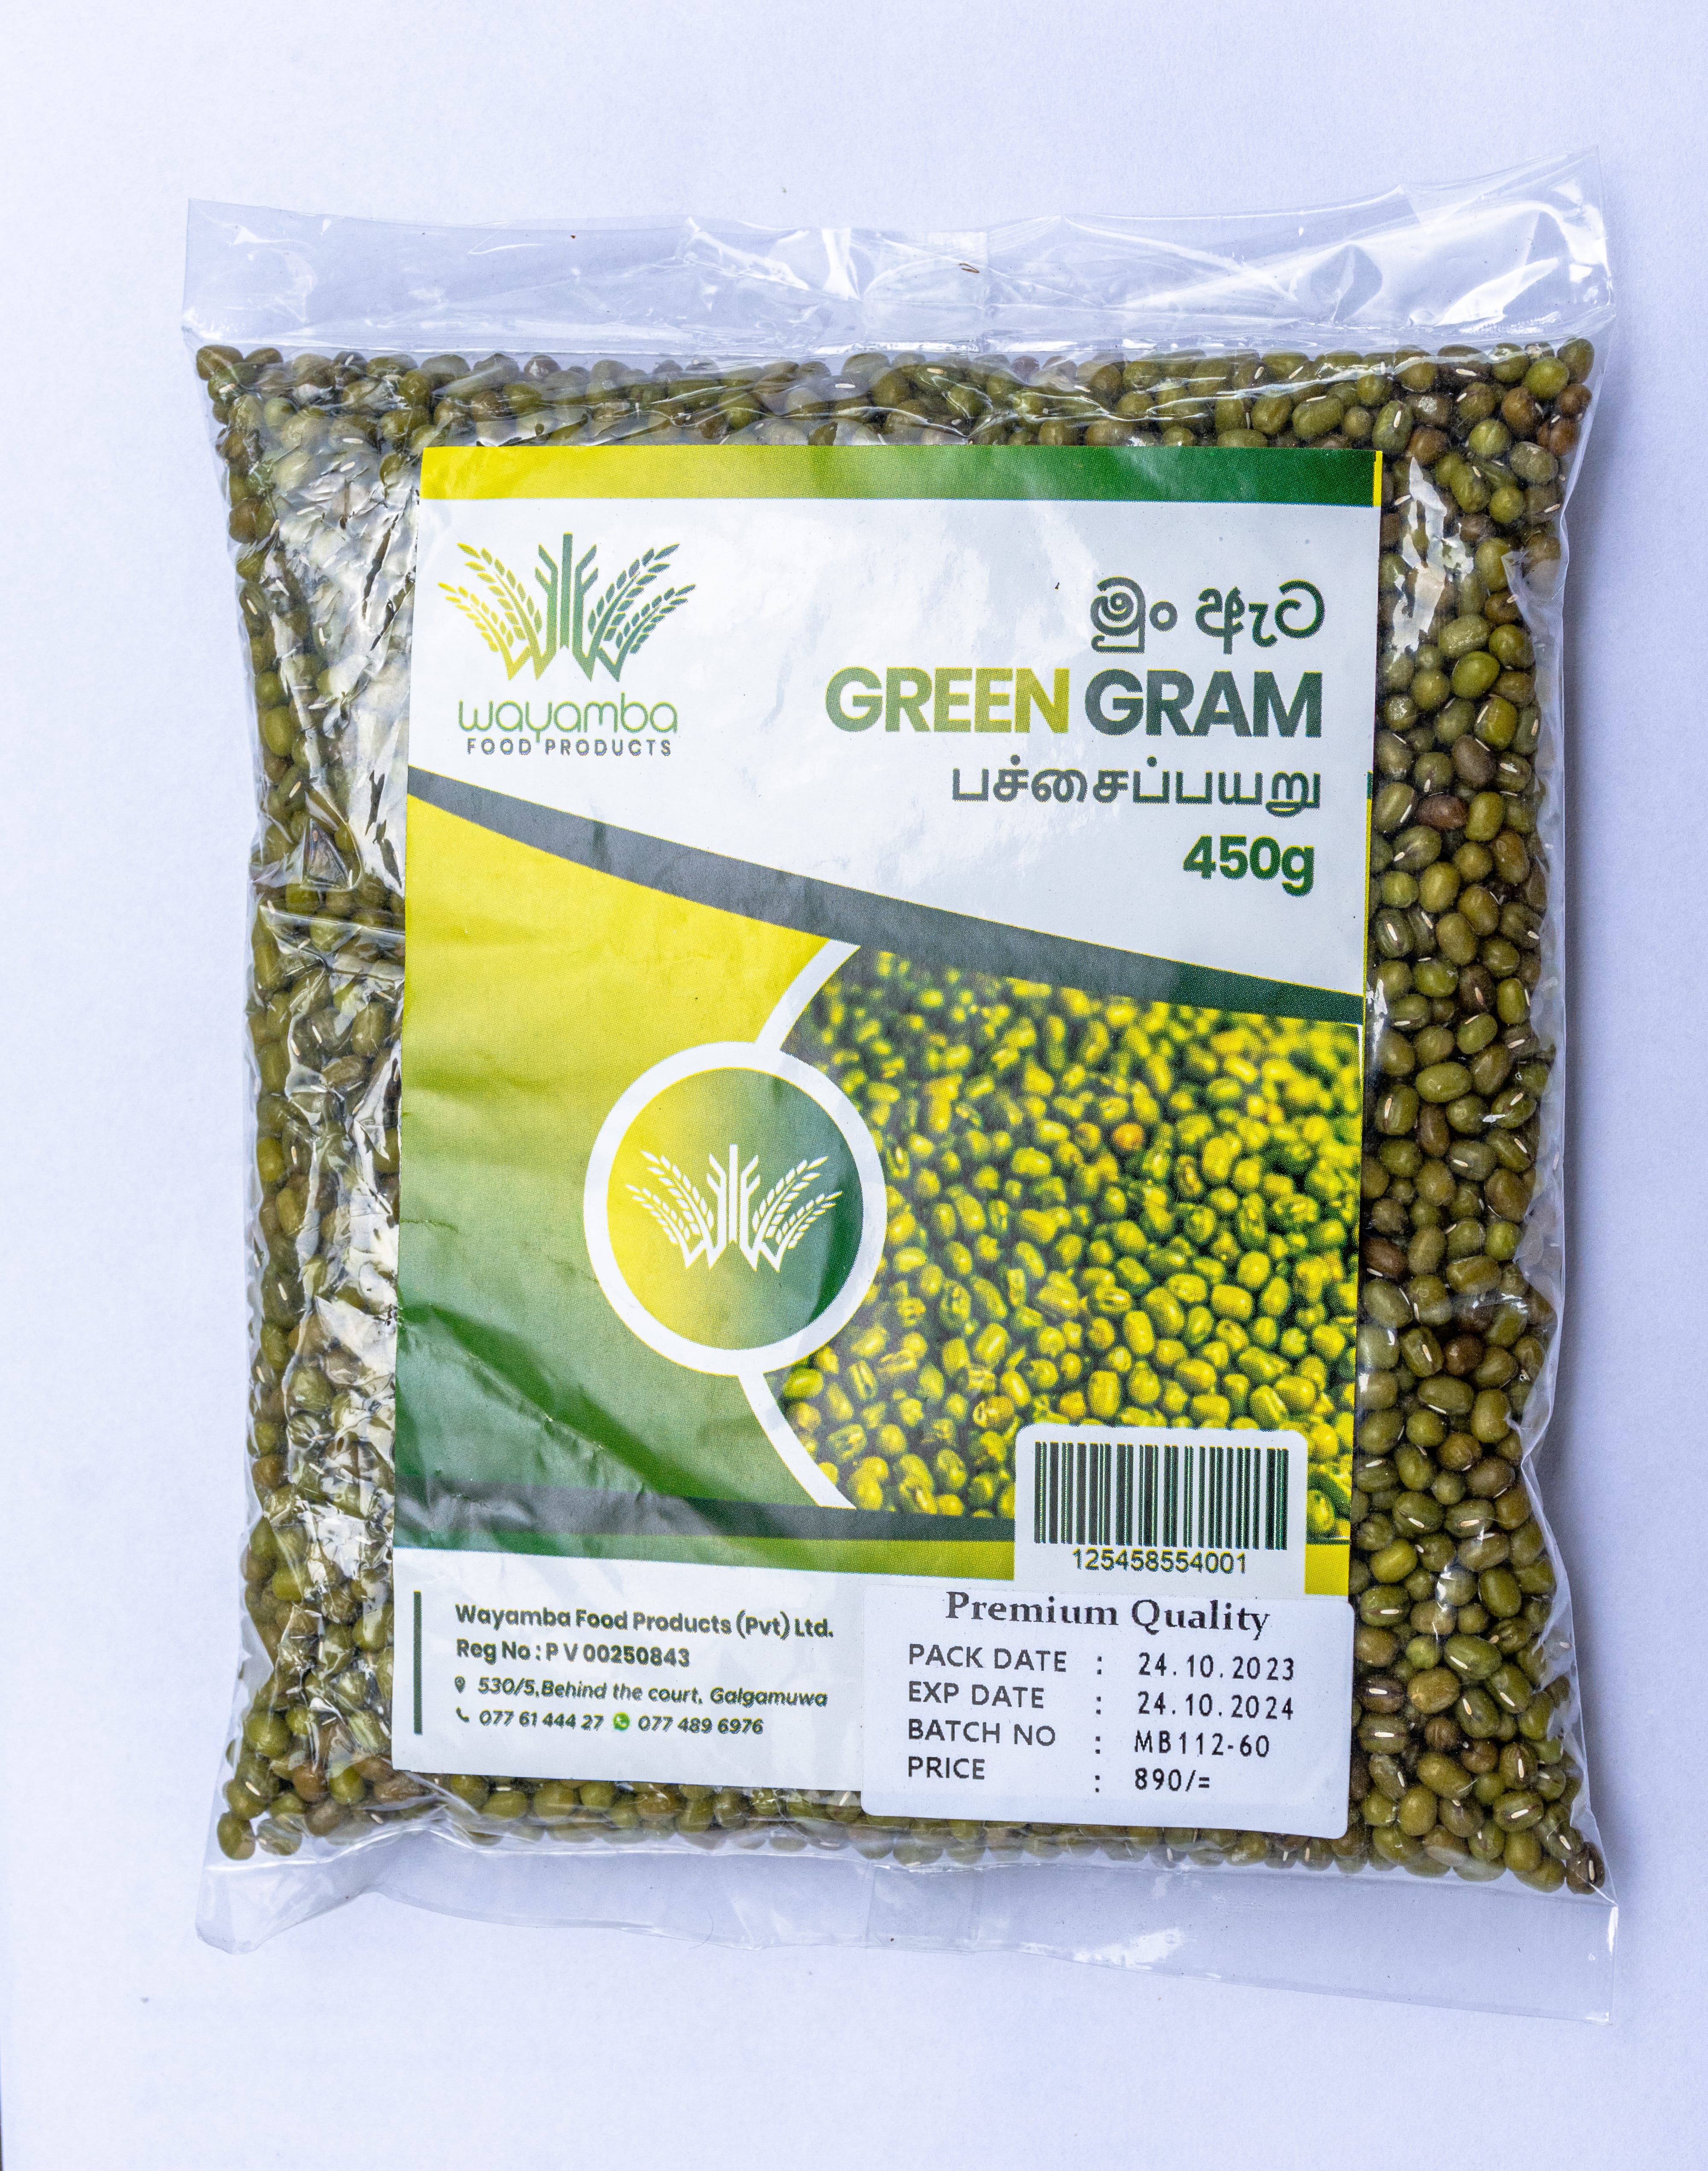 wayamba
FOOD PRODUCTS
මුං ඇට
GREEN GRAM
பச்சைப்பயறு
450g
125458554001
Wayamba Food Products (Pvt) Ltd.
Reg No : P V 00250843
530/5,Behind the court, Galgamuwa
077 61 444 27 077 489 6976
Premium Quality
PACK DATE : 24.10.2023
EXP DATE : 24.10.2024
BATCH NO : MB112-60
PRICE : 890/=